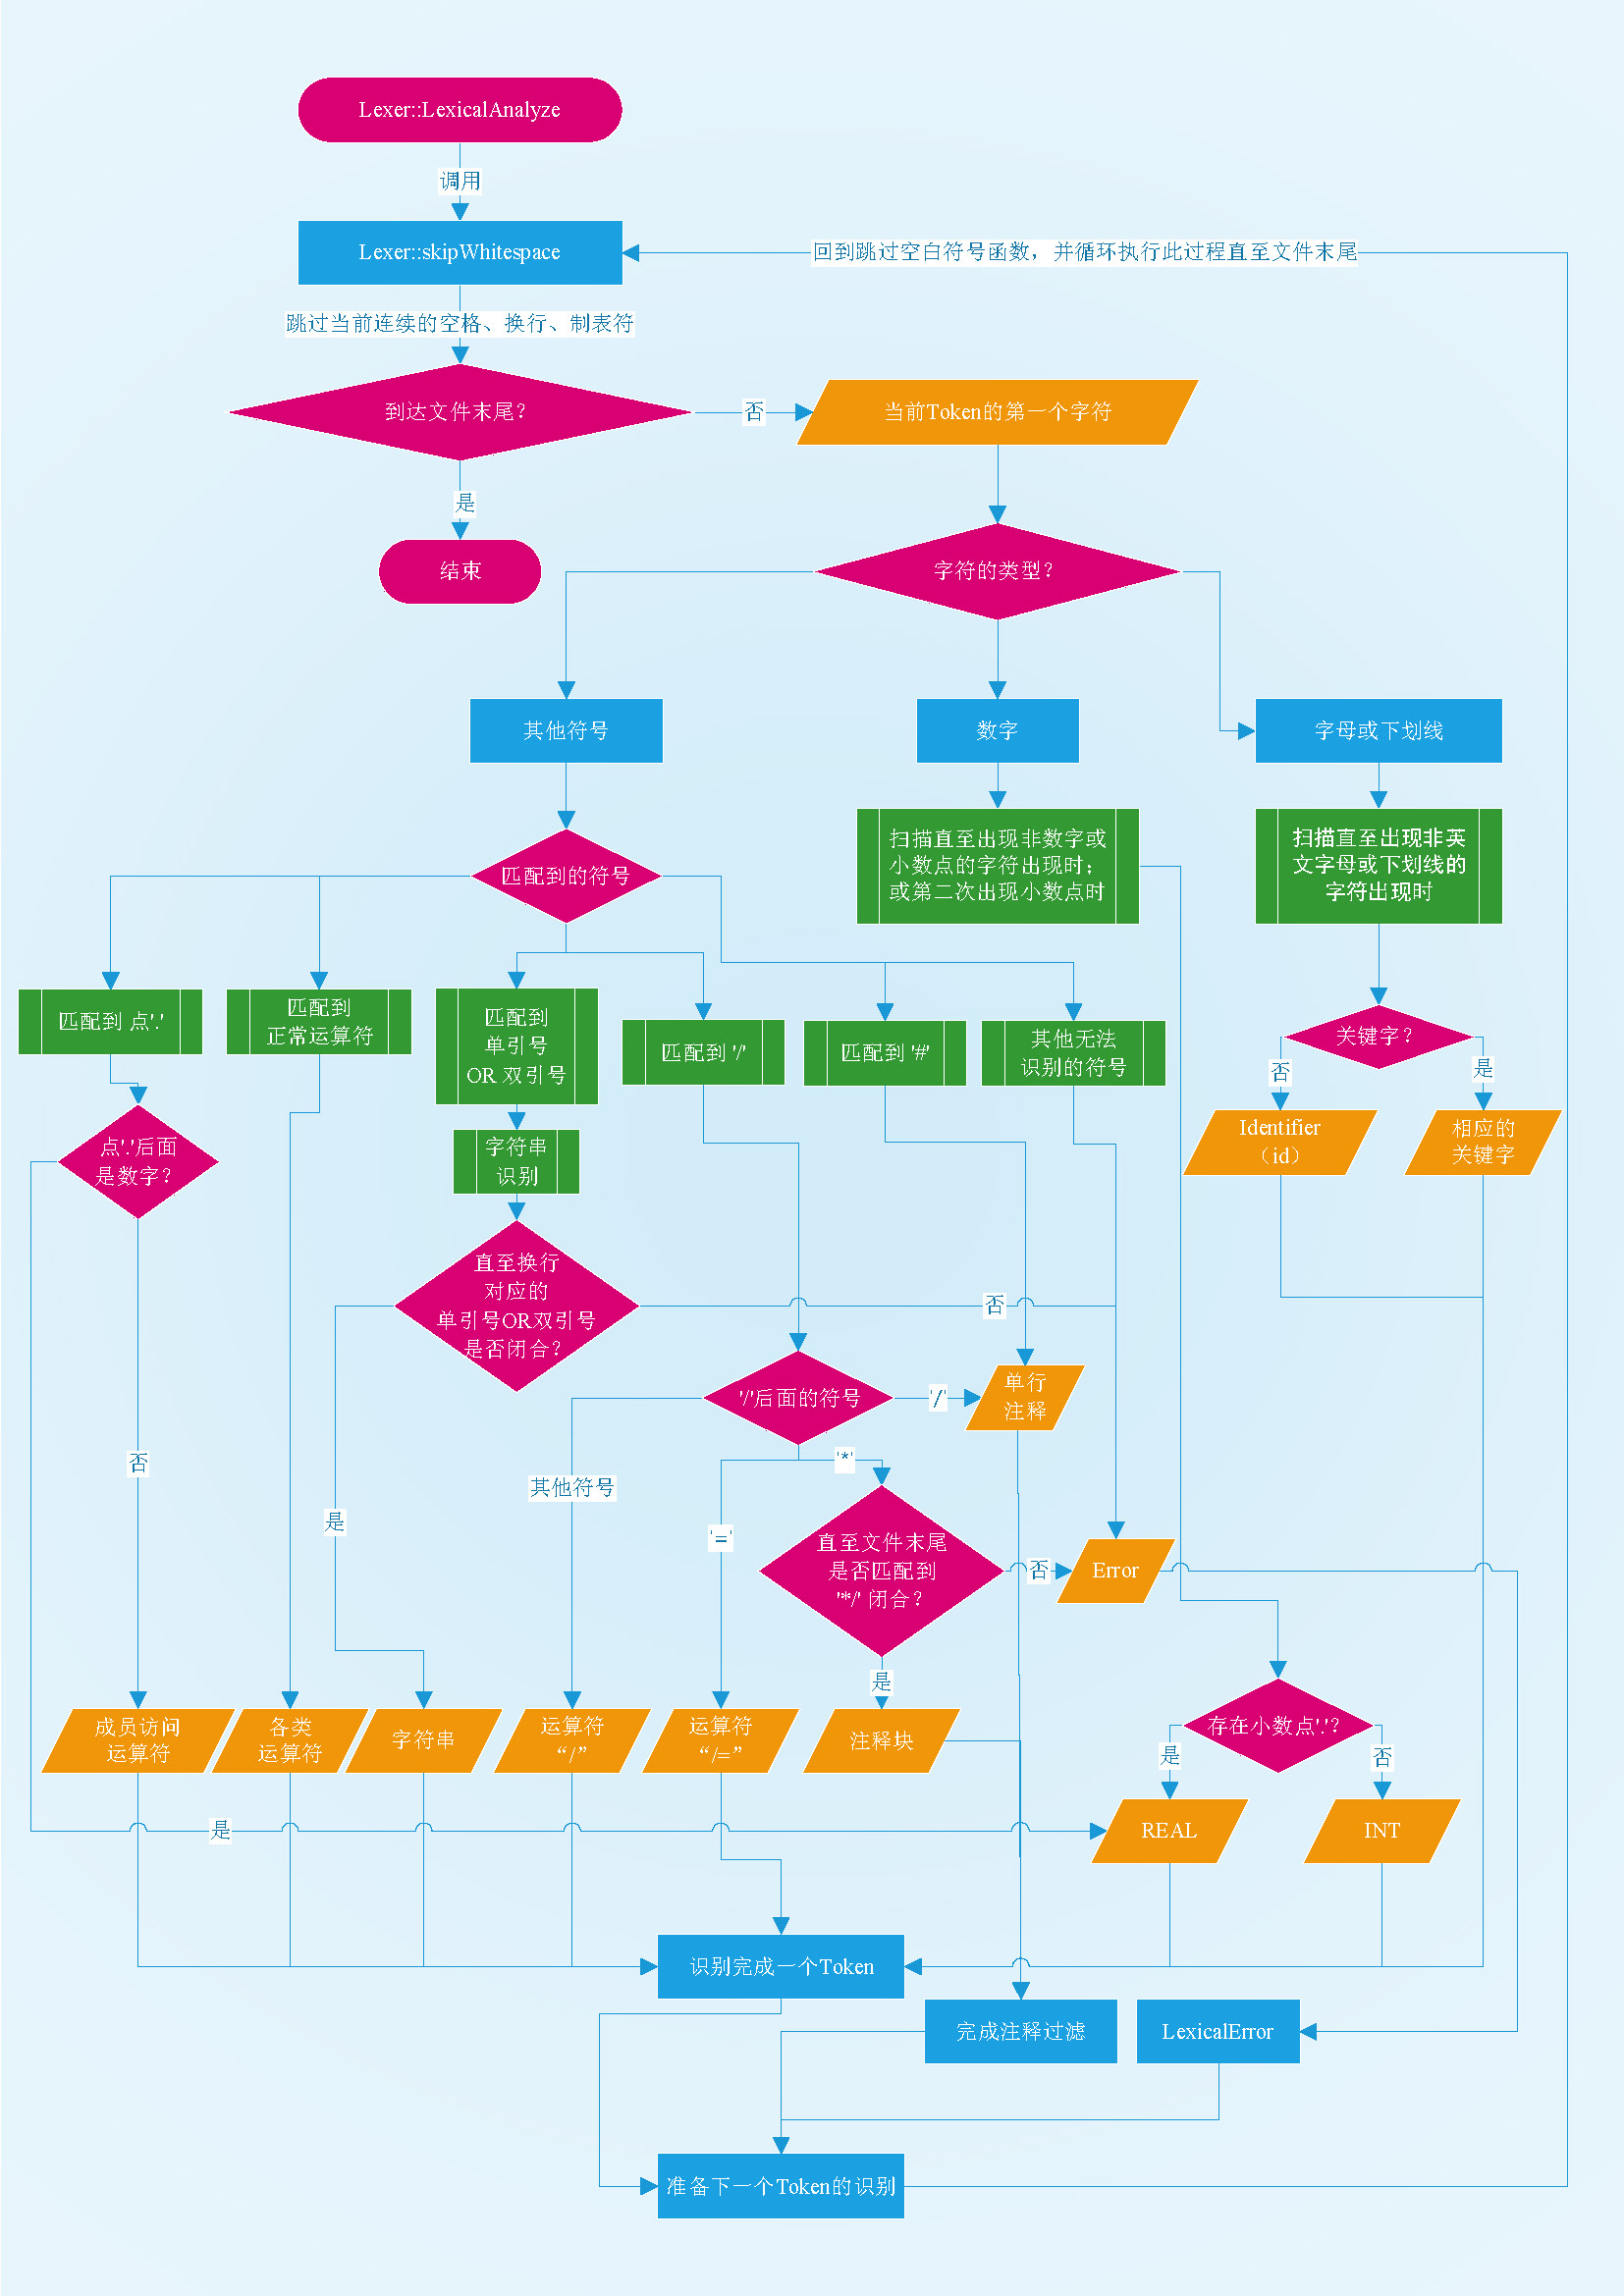 Lexer::LexicalAnalyze
调用
Lexer::skipWhitespace
回到跳过空白符号函数，并循环执行此过程直至文件末尾
跳过当前连续的空格、换行、制表符
到达文件末尾？
否
当前Token的第一个字符
是
结束
字符的类型？
其他符号
数字
字母或下划线
匹配到的符号
扫描直至出现非数字或
小数点的字符出现时；
或第二次出现小数点时
扫描直至出现非英
文字母或下划线的
字符出现时
匹配到 点'.'
匹配到
正常运算符
匹配到
单引号
OR 双引号
匹配到 '/'
匹配到 '#'
其他无法
识别的符号
关键字？
否
是
点'.'后面
是数字？
字符串
识别
Identifier
（id）
相应的
关键字
直至换行
对应的
单引号OR双引号
是否闭合？
否
'/'后面的符号
'/'
单行
注释
否
是
其他符号
'='
'*'
直至文件末尾
是否匹配到
'*/' 闭合？
否
Error
是
成员访问
运算符
各类
运算符
字符串
运算符
“/”
运算符
“/=”
注释块
存在小数点'.'？
是
否
是
REAL
INT
识别完成一个Token
完成注释过滤
LexicalError
准备下一个Token的识别